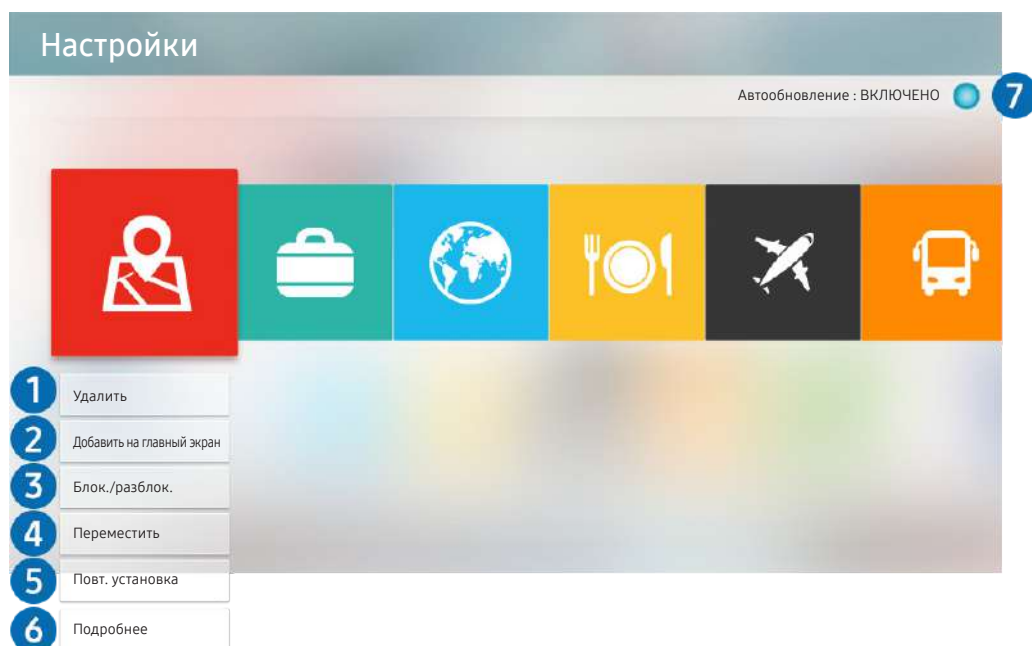 Настройки
Автообновление : ВКЛЮЧЕНО 7
1 Удалить
2 Добавить на главный экран
3 Блок./разблок.
4 Переместить
5 Повт. установка
6 Подробнее